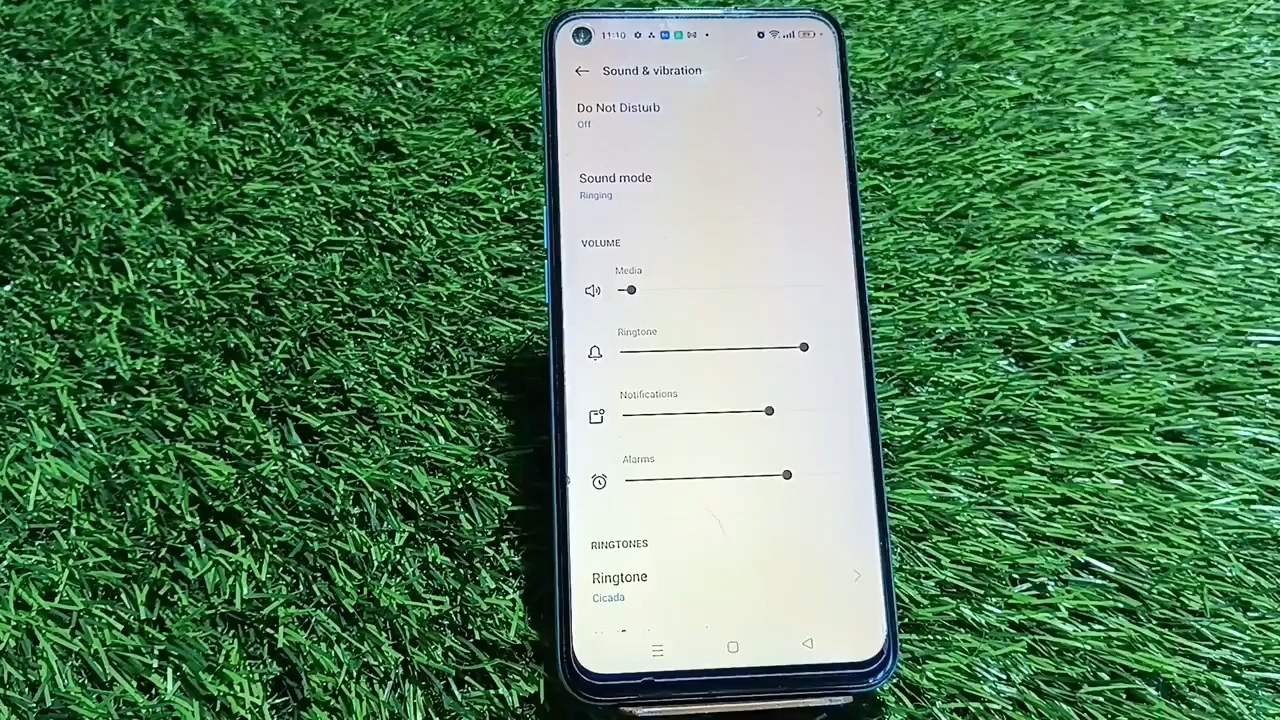 11:10
Sound & vibration
Do Not Disturb
Off
Sound mode
Ringing
VOLUME
Media
Ringtone
Notifications
Alarms
RINGTONES
Ringtone
Cicada